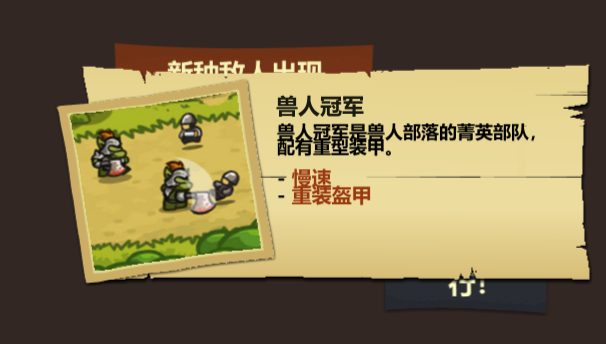 新种敌人出现
兽人冠军
兽人冠军是兽人部落的菁英部队，
配有重型装甲。
- 慢速
- 重装盔甲
行！